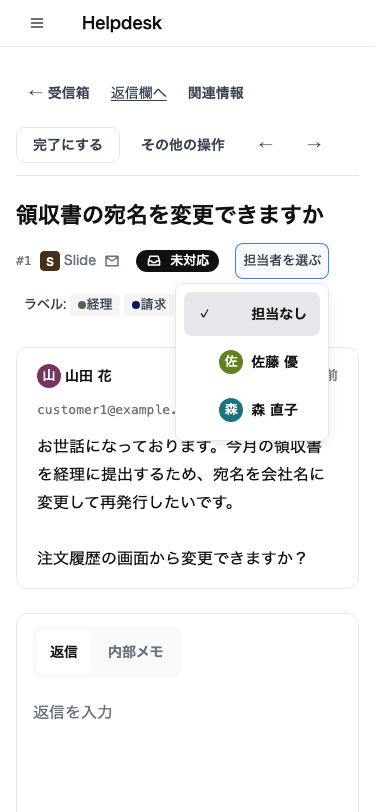 Helpdesk
← 受信箱 返信欄へ 関連情報
完了にする その他の操作 ← →
領収書の宛名を変更できますか
#1 S Slide 未対応 担当者を選ぶ
ラベル: 経理 請求
✓ 担当なし
佐 佐藤 優
森 森 直子
山 山田 花 前
customer1@example.
お世話になっております。今月の領収書
を経理に提出するため、宛名を会社名に
変更して再発行したいです。
注文履歴の画面から変更できますか？
返信 内部メモ
返信を入力